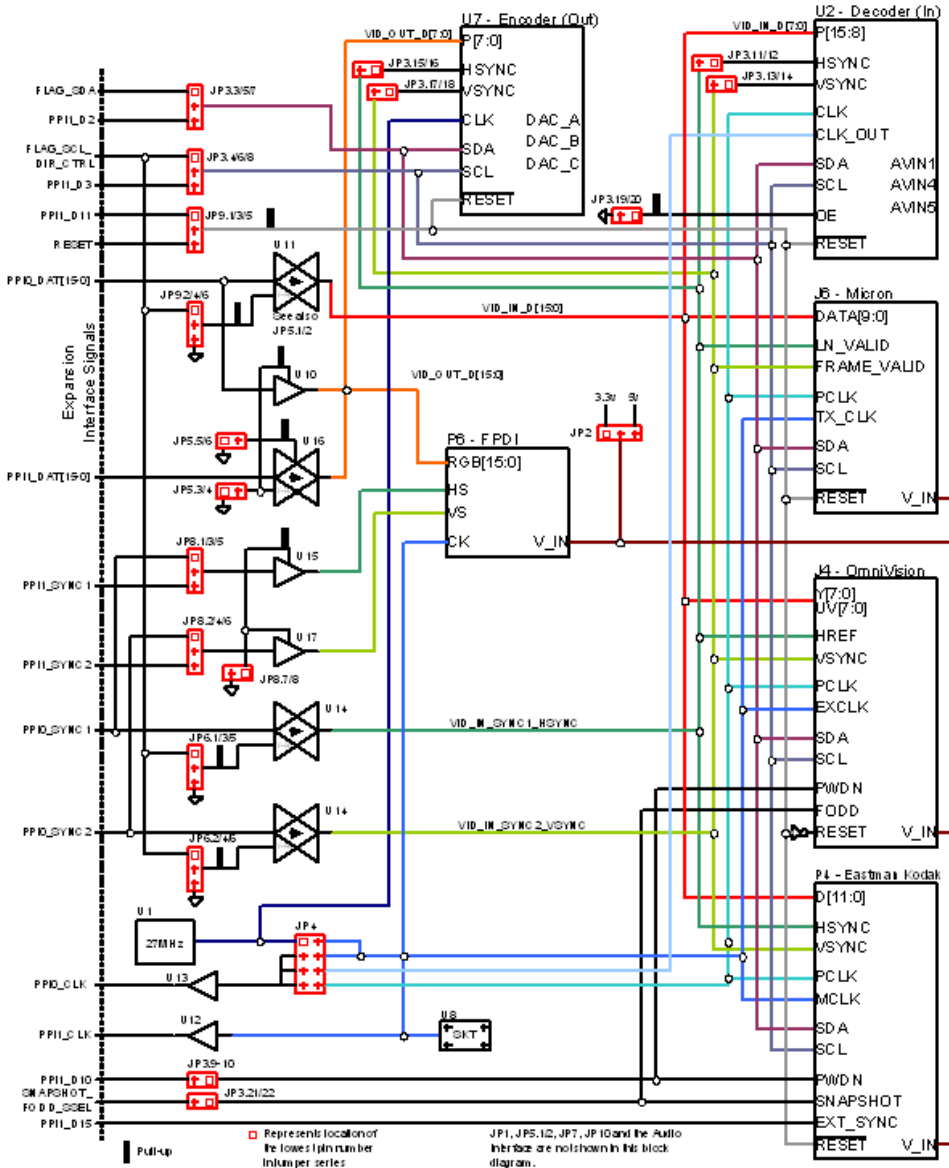 U7 - Encoder (Out)
VID_OUT_D[7:0]
P[7:0]
JP3.15/16
HSYNC
JP3.17/18
VSYNC
CLK
DAC_A
DAC_B
SDA
DAC_C
SCL
RESET
U2 - Decoder (In)
VID_IN_D[7:0]
P[15:8]
JP3.11/12
HSYNC
JP3.13/14
VSYNC
CLK
CLK_OUT
SDA
AVIN1
SCL
AVIN4
AVIN5
JP3.19/20
OE
RESET
FLAG_SDA
JP3.3/5/7
PPI1_D2
FLAG_SCL_
DIR_CTRL
JP3.4/6/8
PPI1_D3
PPI1_D11
JP9.1/3/5
RESET
U11
PPI0_DAT[15:0]
JP9.2/4/6
See also
JP5.1/2
VID_IN_D[15:0]
Expansion
Interface Signals
U10
VID_OUT_D[15:0]
JP5.5/6
U16
PPI1_DAT[15:0]
JP5.3/4
J6 - Micron
DATA[9:0]
LN_VALID
FRAME_VALID
PCLK
TX_CLK
SDA
SCL
RESET
V_IN
3.3v
5v
JP2
P6 - FPDI
RGB[15:0]
HS
VS
CK
V_IN
JP8.1/3/5
U15
PPI1_SYNC1
JP8.2/4/6
U17
PPI1_SYNC2
JP8.7/8
U14
PPI0_SYNC1
VID_IN_SYNC1_HSYNC
JP6.1/3/5
U14
PPI0_SYNC2
VID_IN_SYNC2_VSYNC
JP6.2/4/6
J4 - OmniVision
Y[7:0]
UV[7:0]
HREF
VSYNC
PCLK
EXCLK
SDA
SCL
PWDN
FODD
RESET
V_IN
U1
27MHz
JP4
U13
PPI0_CLK
U12
PPI1_CLK
U8
SKT
P4 - Eastman Kodak
D[11:0]
HSYNC
VSYNC
PCLK
MCLK
SDA
SCL
PWDN
SNAPSHOT
EXT_SYNC
RESET
V_IN
JP3.9-10
PPI1_D10
SNAPSHOT_
FODD_SSEL
JP3.21/22
PPI1_D15
Pull-up
Represents location of
the lowest pin number
in jumper series
JP1, JP5.1/2, JP7, JP10 and the Audio
Interface are not shown in this block
diagram.